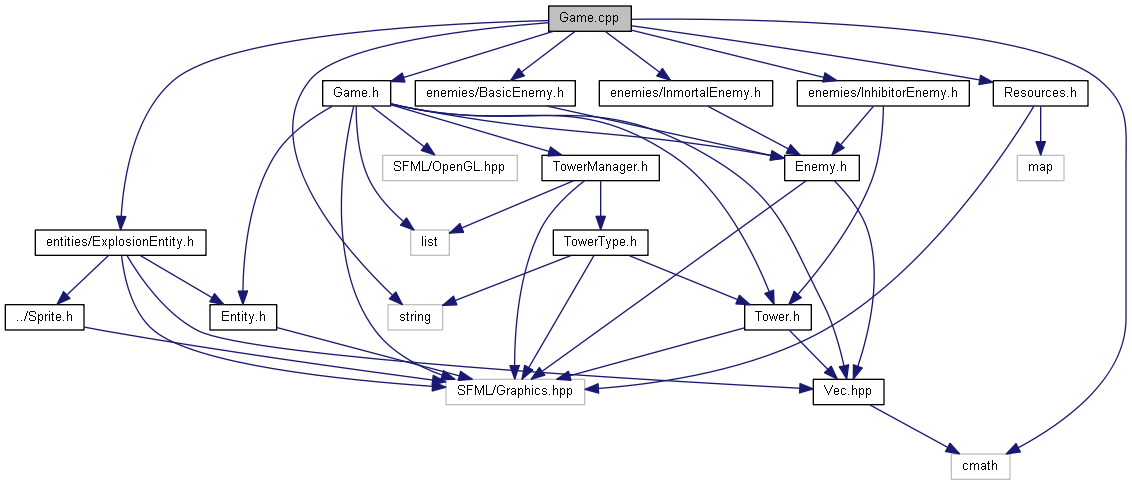 Game.cpp
Game.h
enemies/BasicEnemy.h
enemies/InmortalEnemy.h
enemies/InhibitorEnemy.h
Resources.h
SFML/OpenGL.hpp
TowerManager.h
Enemy.h
map
entities/ExplosionEntity.h
list
TowerType.h
../Sprite.h
Entity.h
string
Tower.h
SFML/Graphics.hpp
Vec.hpp
cmath